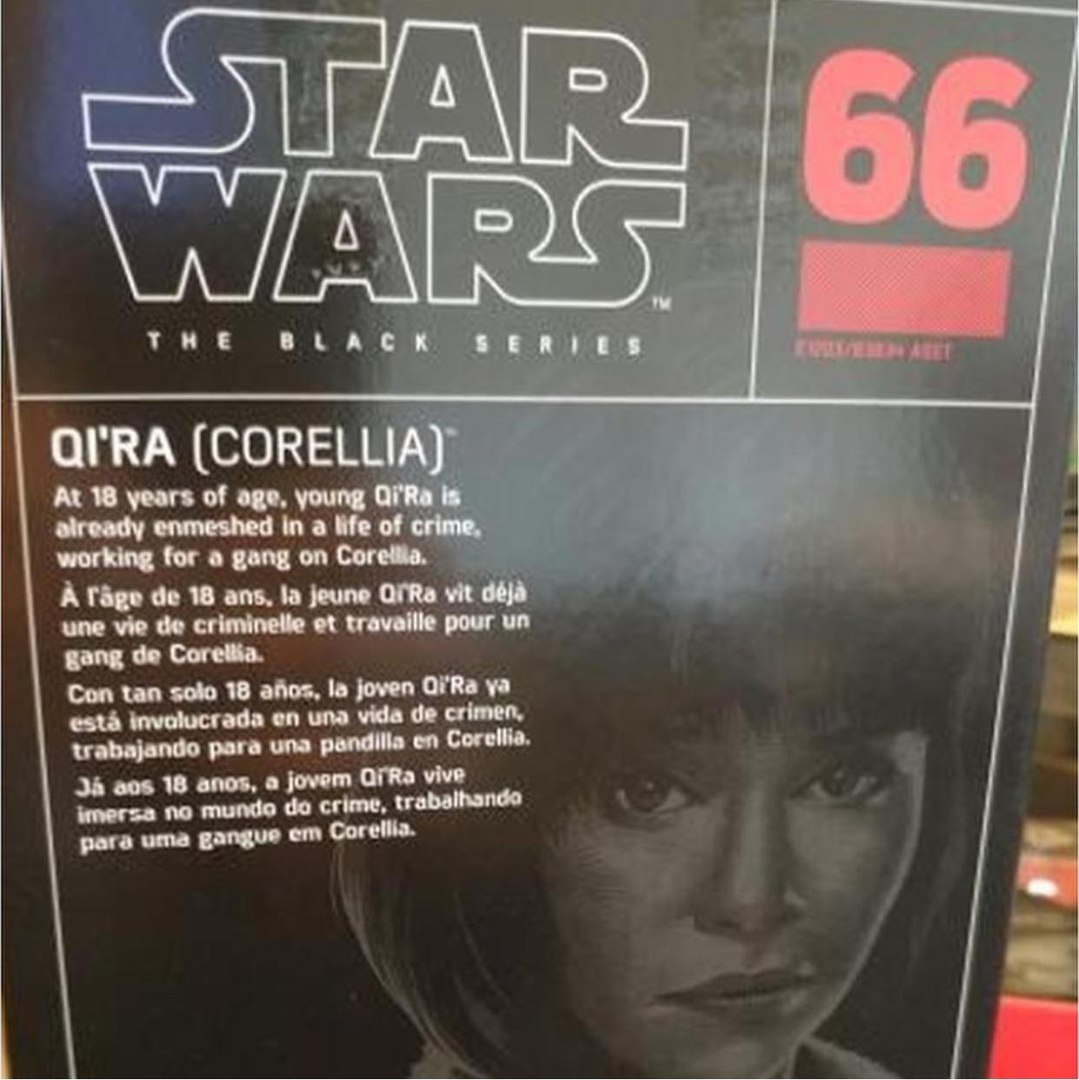 STAR
WARS™
THE BLACK SERIES
66
ASST
QI'RA (CORELLIA)™
At 18 years of age, young Qi'Ra is
already enmeshed in a life of crime,
working for a gang on Corellia.
À l'âge de 18 ans, la jeune Qi'Ra vit déjà
une vie de criminelle et travaille pour un
gang de Corellia.
Con tan solo 18 años, la joven Qi'Ra ya
está involucrada en una vida de crimen,
trabajando para una pandilla en Corellia.
Já aos 18 anos, a jovem Qi'Ra vive
imersa no mundo do crime, trabalhando
para uma gangue em Corellia.